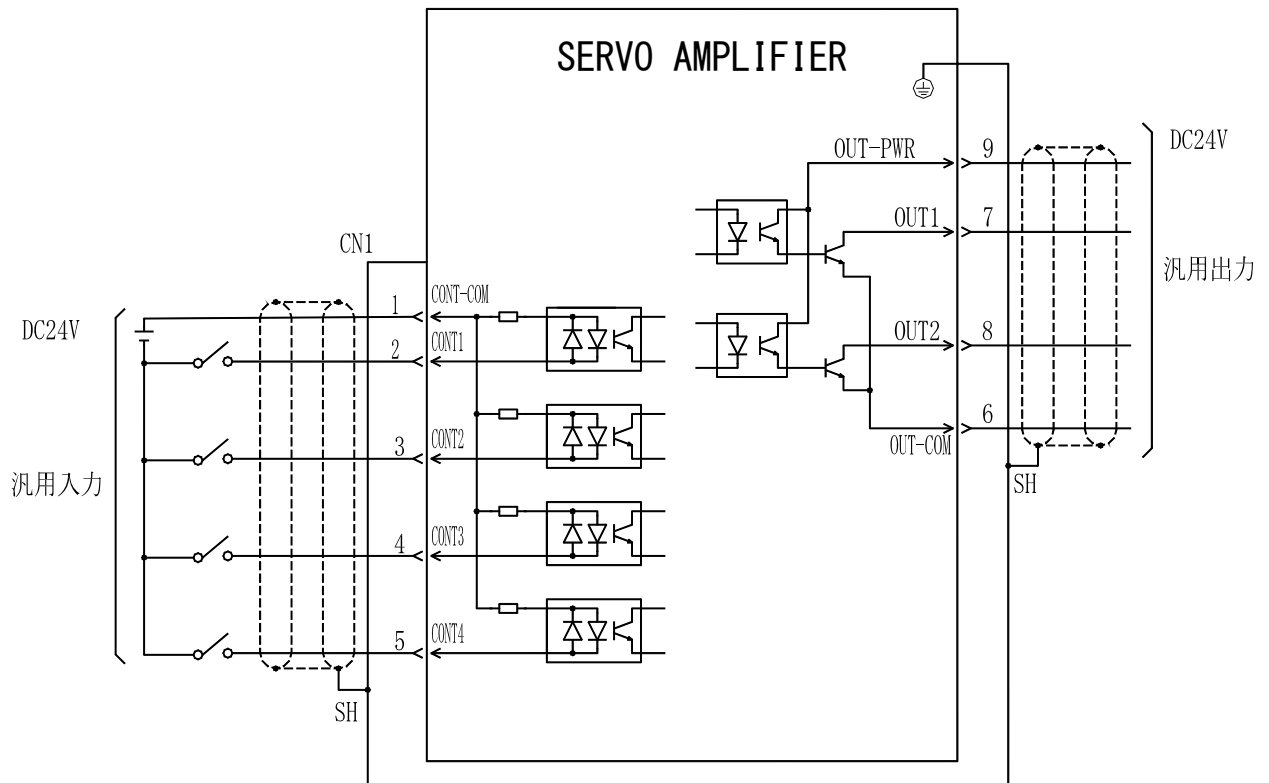 SERVO AMPLIFIER
OUT-PWR
9
DC24V
OUT1
7
汎用出力
OUT2
8
6
OUT-COM
SH
CN1
DC24V
1
CONT-COM
2
CONT1
3
CONT2
汎用入力
4
CONT3
5
CONT4
SH